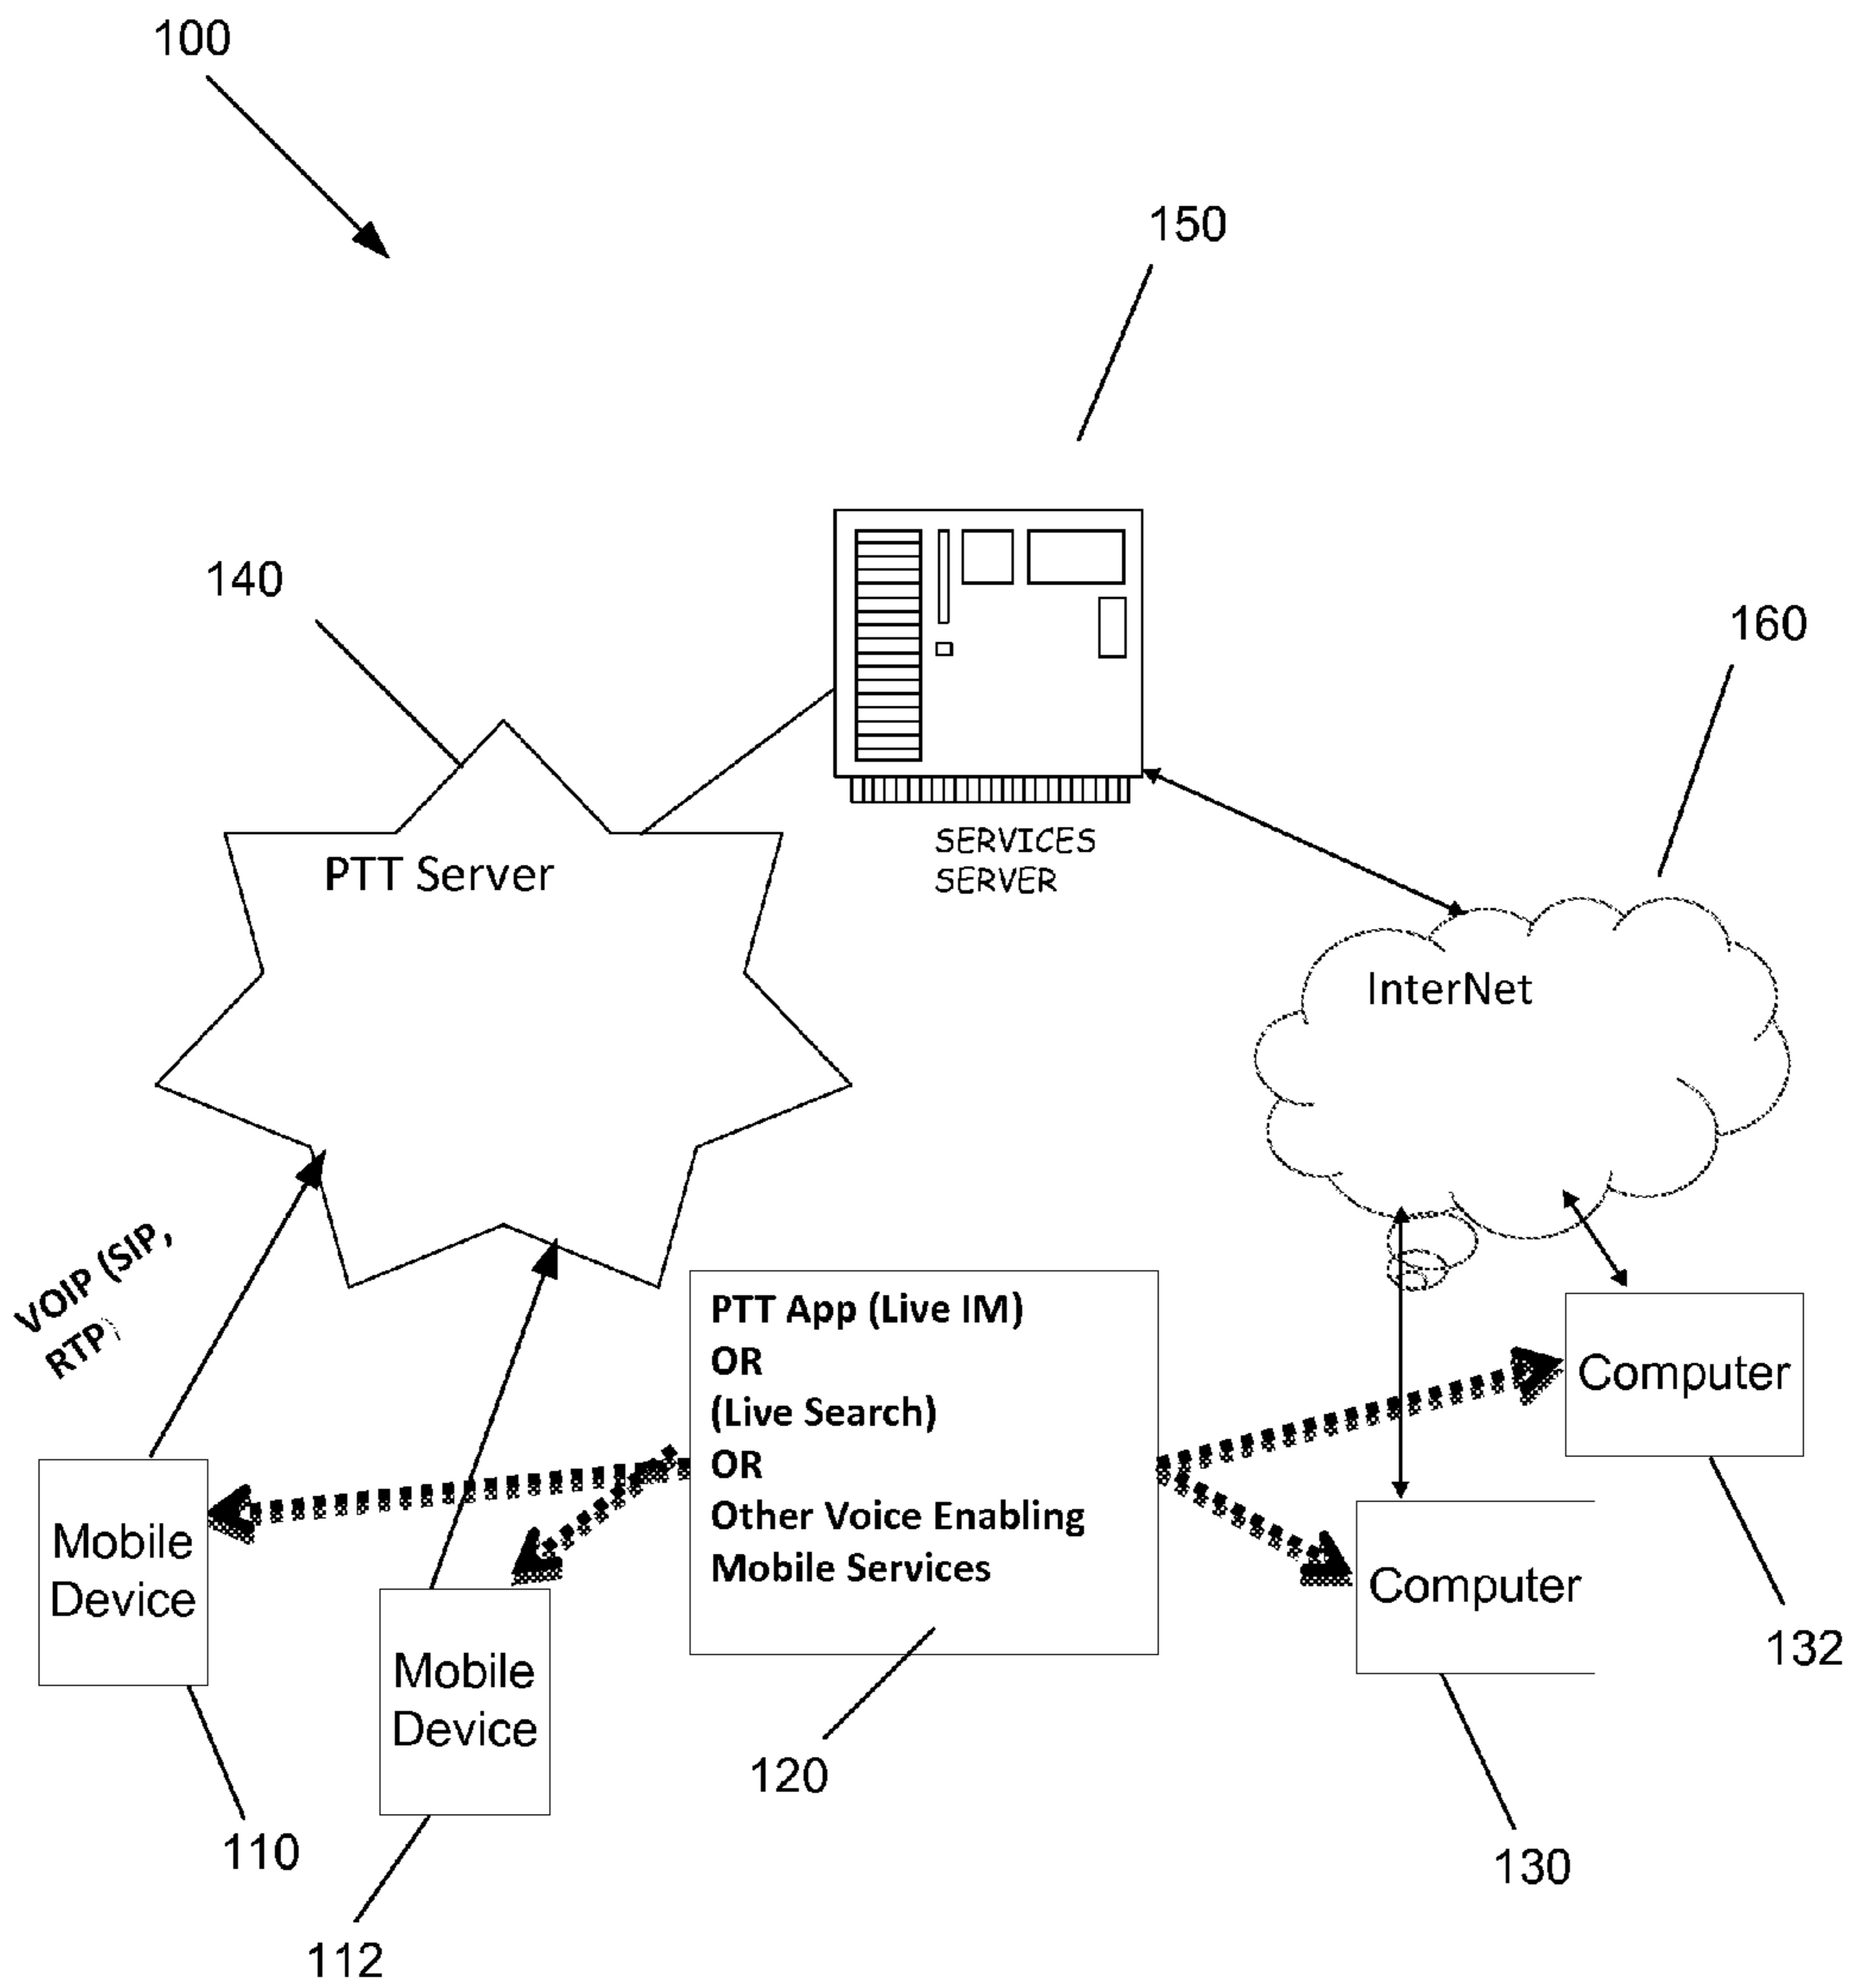 100
150
140
160
SERVICES
SERVER
PTT Server
InterNet
VOIP (SIP,
RTP)
PTT App (Live IM)
OR
(Live Search)
OR
Other Voice Enabling
Mobile Services
Computer
Mobile
Device
Computer
Mobile
Device
132
120
110
130
112